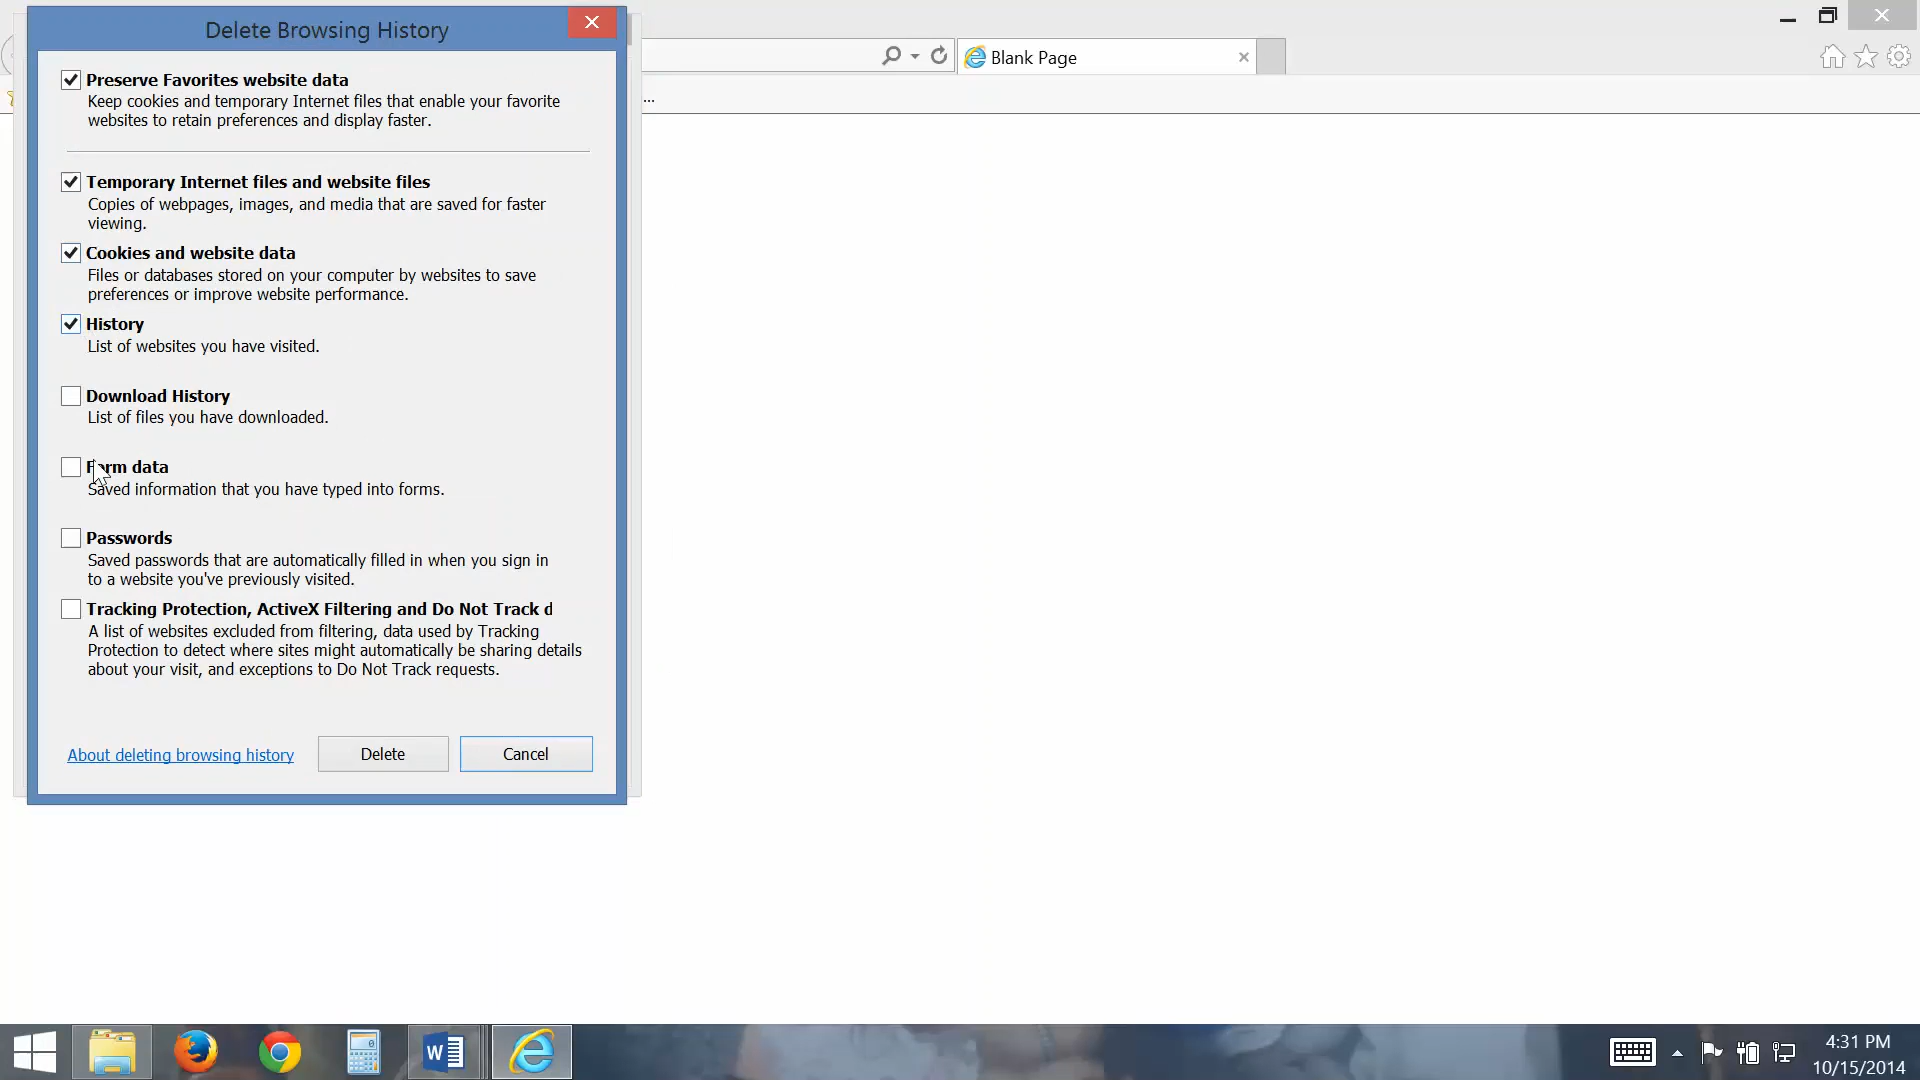 Delete Browsing History
Blank Page
Preserve Favorites website data
Keep cookies and temporary Internet files that enable your favorite
websites to retain preferences and display faster.
...
Temporary Internet files and website files
Copies of webpages, images, and media that are saved for faster
viewing.
Cookies and website data
Files or databases stored on your computer by websites to save
preferences or improve website performance.
History
List of websites you have visited.
Download History
List of files you have downloaded.
Form data
Saved information that you have typed into forms.
Passwords
Saved passwords that are automatically filled in when you sign in
to a website you've previously visited.
Tracking Protection, ActiveX Filtering and Do Not Track d
A list of websites excluded from filtering, data used by Tracking
Protection to detect where sites might automatically be sharing details
about your visit, and exceptions to Do Not Track requests.
About deleting browsing history
Delete
Cancel
4:31 PM
10/15/2014